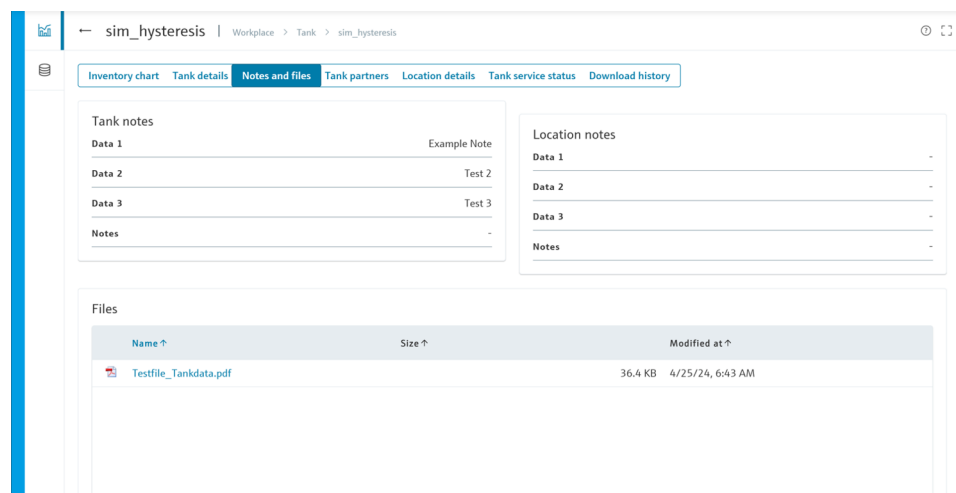 ← sim_hysteresis | Workplace > Tank > sim_hysteresis
Inventory chart Tank details Notes and files Tank partners Location details Tank service status Download history
Tank notes
Data 1 Example Note
Data 2 Test 2
Data 3 Test 3
Notes -
Location notes
Data 1 -
Data 2 -
Data 3 -
Notes -
Files
Name ↑ Size ↑ Modified at ↑
Testfile_Tankdata.pdf 36.4 KB 4/25/24, 6:43 AM